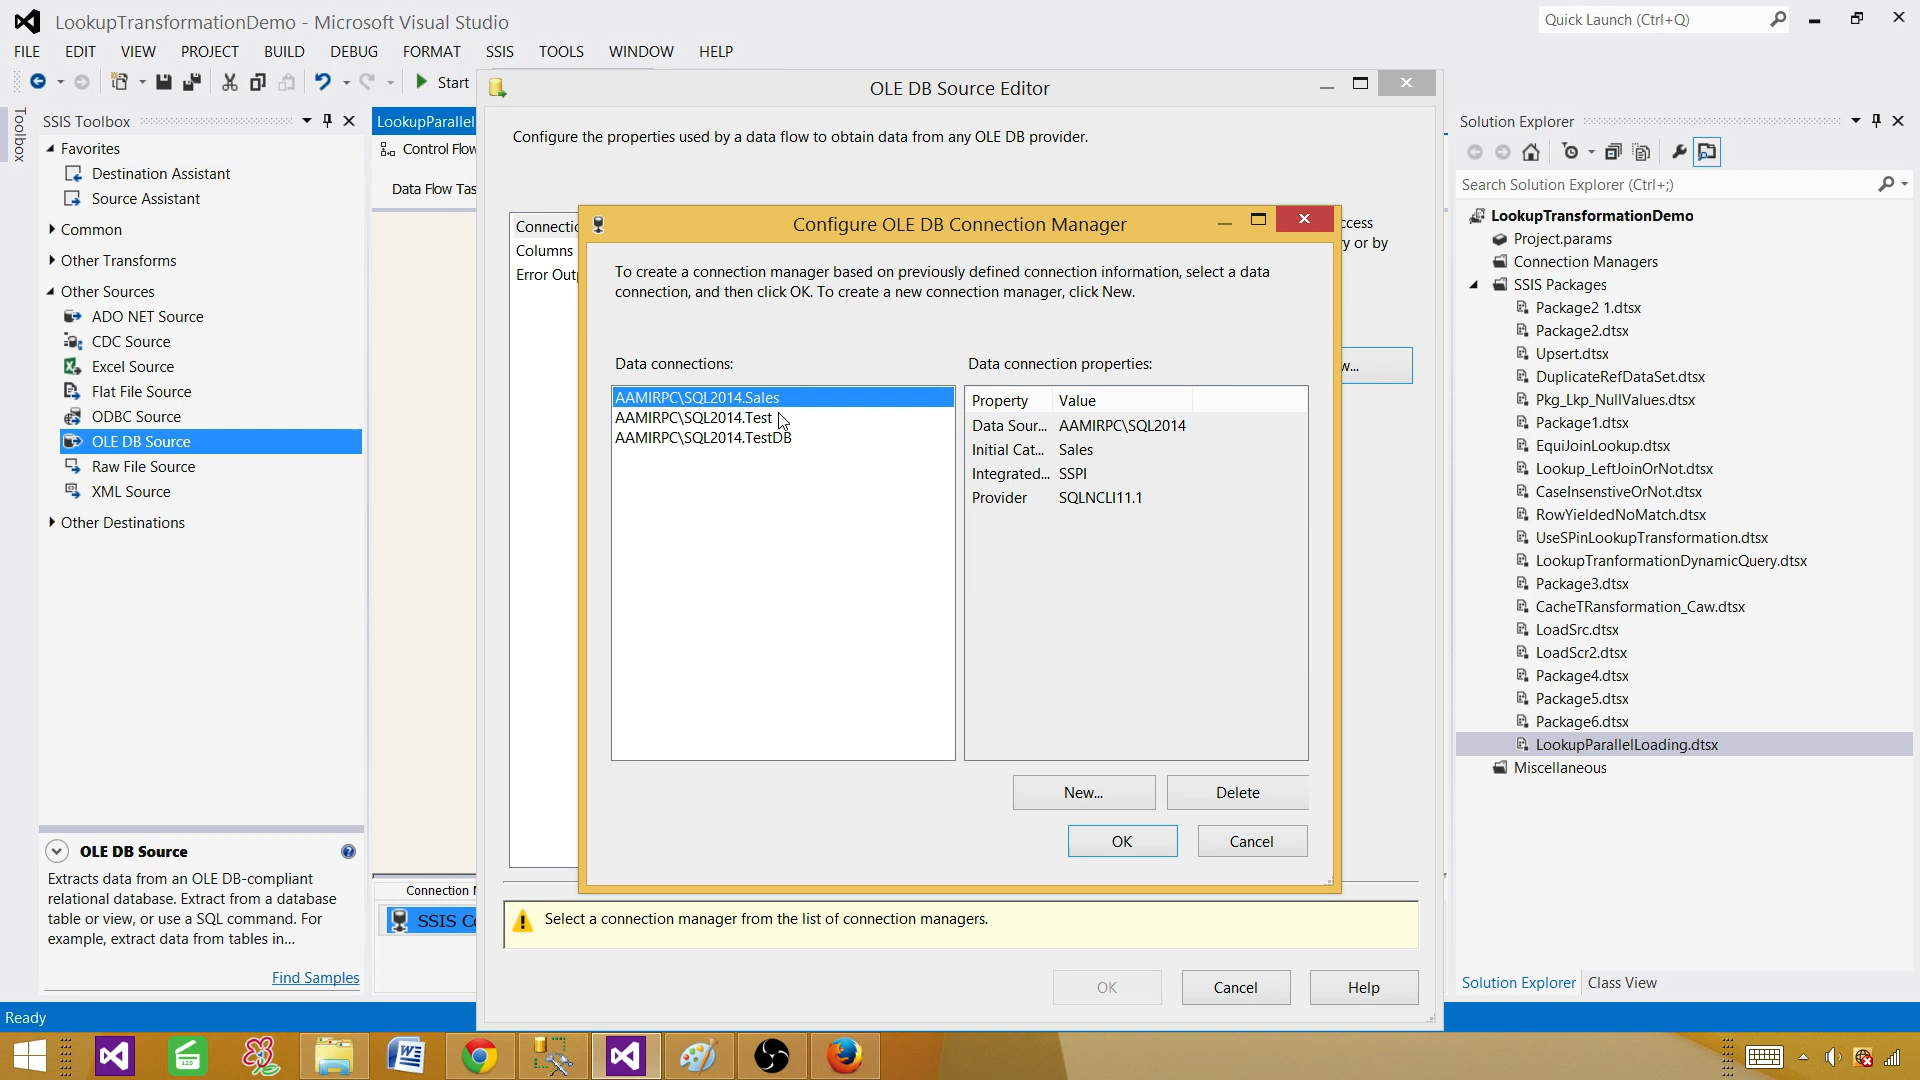 LookupTransformationDemo - Microsoft Visual Studio
Quick Launch (Ctrl+Q)
FILE EDIT VIEW PROJECT BUILD DEBUG FORMAT SSIS TOOLS WINDOW HELP
Start
Toolbox
SSIS Toolbox
Favorites
Destination Assistant
Source Assistant
Common
Other Transforms
Other Sources
ADO NET Source
CDC Source
Excel Source
Flat File Source
ODBC Source
OLE DB Source
Raw File Source
XML Source
Other Destinations
OLE DB Source
Extracts data from an OLE DB-compliant
relational database. Extract from a database
table or view, or use a SQL command. For
example, extract data from tables in...
Find Samples
LookupParallel
Control Flow
Data Flow Tas
Connection
SSIS Co
OLE DB Source Editor
Configure the properties used by a data flow to obtain data from any OLE DB provider.
Connectio
Columns
Error Outp
ccess
y or by
w...
Configure OLE DB Connection Manager
To create a connection manager based on previously defined connection information, select a data
connection, and then click OK. To create a new connection manager, click New.
Data connections:
AAMIRPC\SQL2014.Sales
AAMIRPC\SQL2014.Test
AAMIRPC\SQL2014.TestDB
Data connection properties:
Property Value
Data Sour... AAMIRPC\SQL2014
Initial Cat... Sales
Integrated... SSPI
Provider SQLNCLI11.1
New... Delete
OK Cancel
Select a connection manager from the list of connection managers.
OK Cancel Help
Solution Explorer
Search Solution Explorer (Ctrl+;)
LookupTransformationDemo
Project.params
Connection Managers
SSIS Packages
Package2 1.dtsx
Package2.dtsx
Upsert.dtsx
DuplicateRefDataSet.dtsx
Pkg_Lkp_NullValues.dtsx
Package1.dtsx
EquiJoinLookup.dtsx
Lookup_LeftJoinOrNot.dtsx
CaseInsenstiveOrNot.dtsx
RowYieldedNoMatch.dtsx
UseSPinLookupTransformation.dtsx
LookupTranformationDynamicQuery.dtsx
Package3.dtsx
CacheTRansformation_Caw.dtsx
LoadSrc.dtsx
LoadScr2.dtsx
Package4.dtsx
Package5.dtsx
Package6.dtsx
LookupParallelLoading.dtsx
Miscellaneous
Solution Explorer Class View
Ready